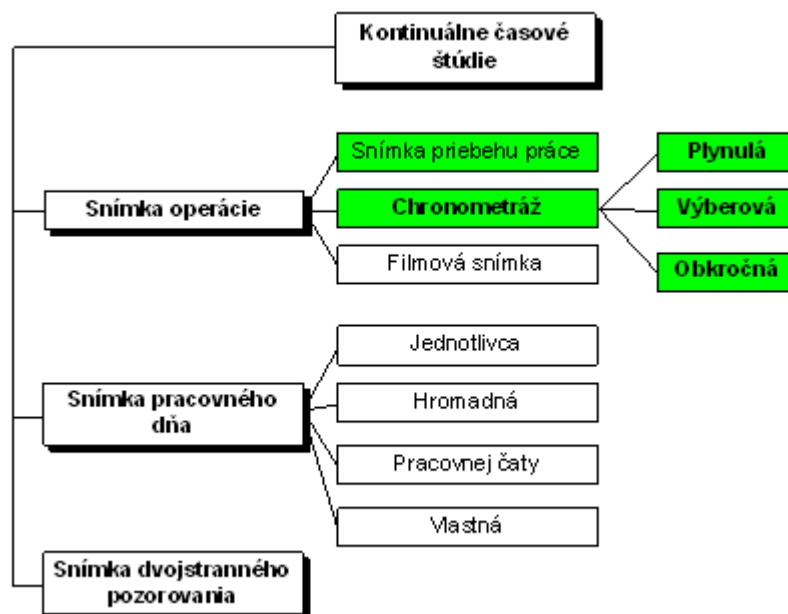 Kontinuálne časové
štúdie
Snímka operácie
Snímka priebehu práce
Chronometráž
Filmová snímka
Plynulá
Výberová
Obkročná
Snímka pracovného
dňa
Jednotlivca
Hromadná
Pracovnej čaty
Vlastná
Snímka dvojstranného
pozorovania